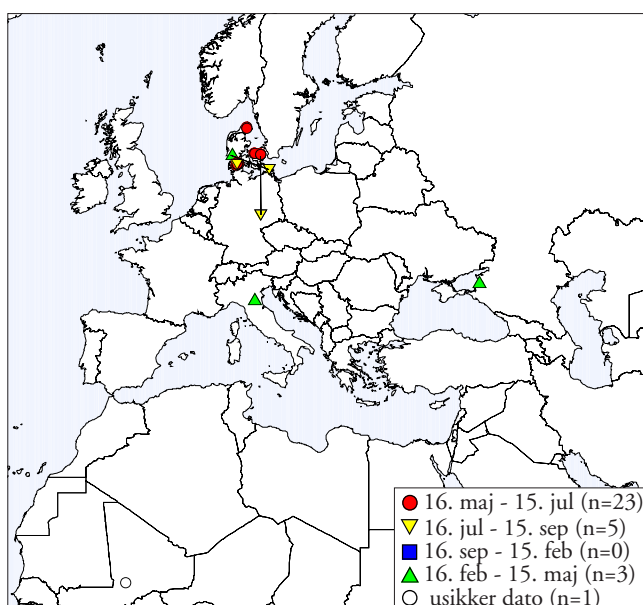 16. maj - 15. jul (n=23)
16. jul - 15. sep (n=5)
16. sep - 15. feb (n=0)
16. feb - 15. maj (n=3)
usikker dato (n=1)